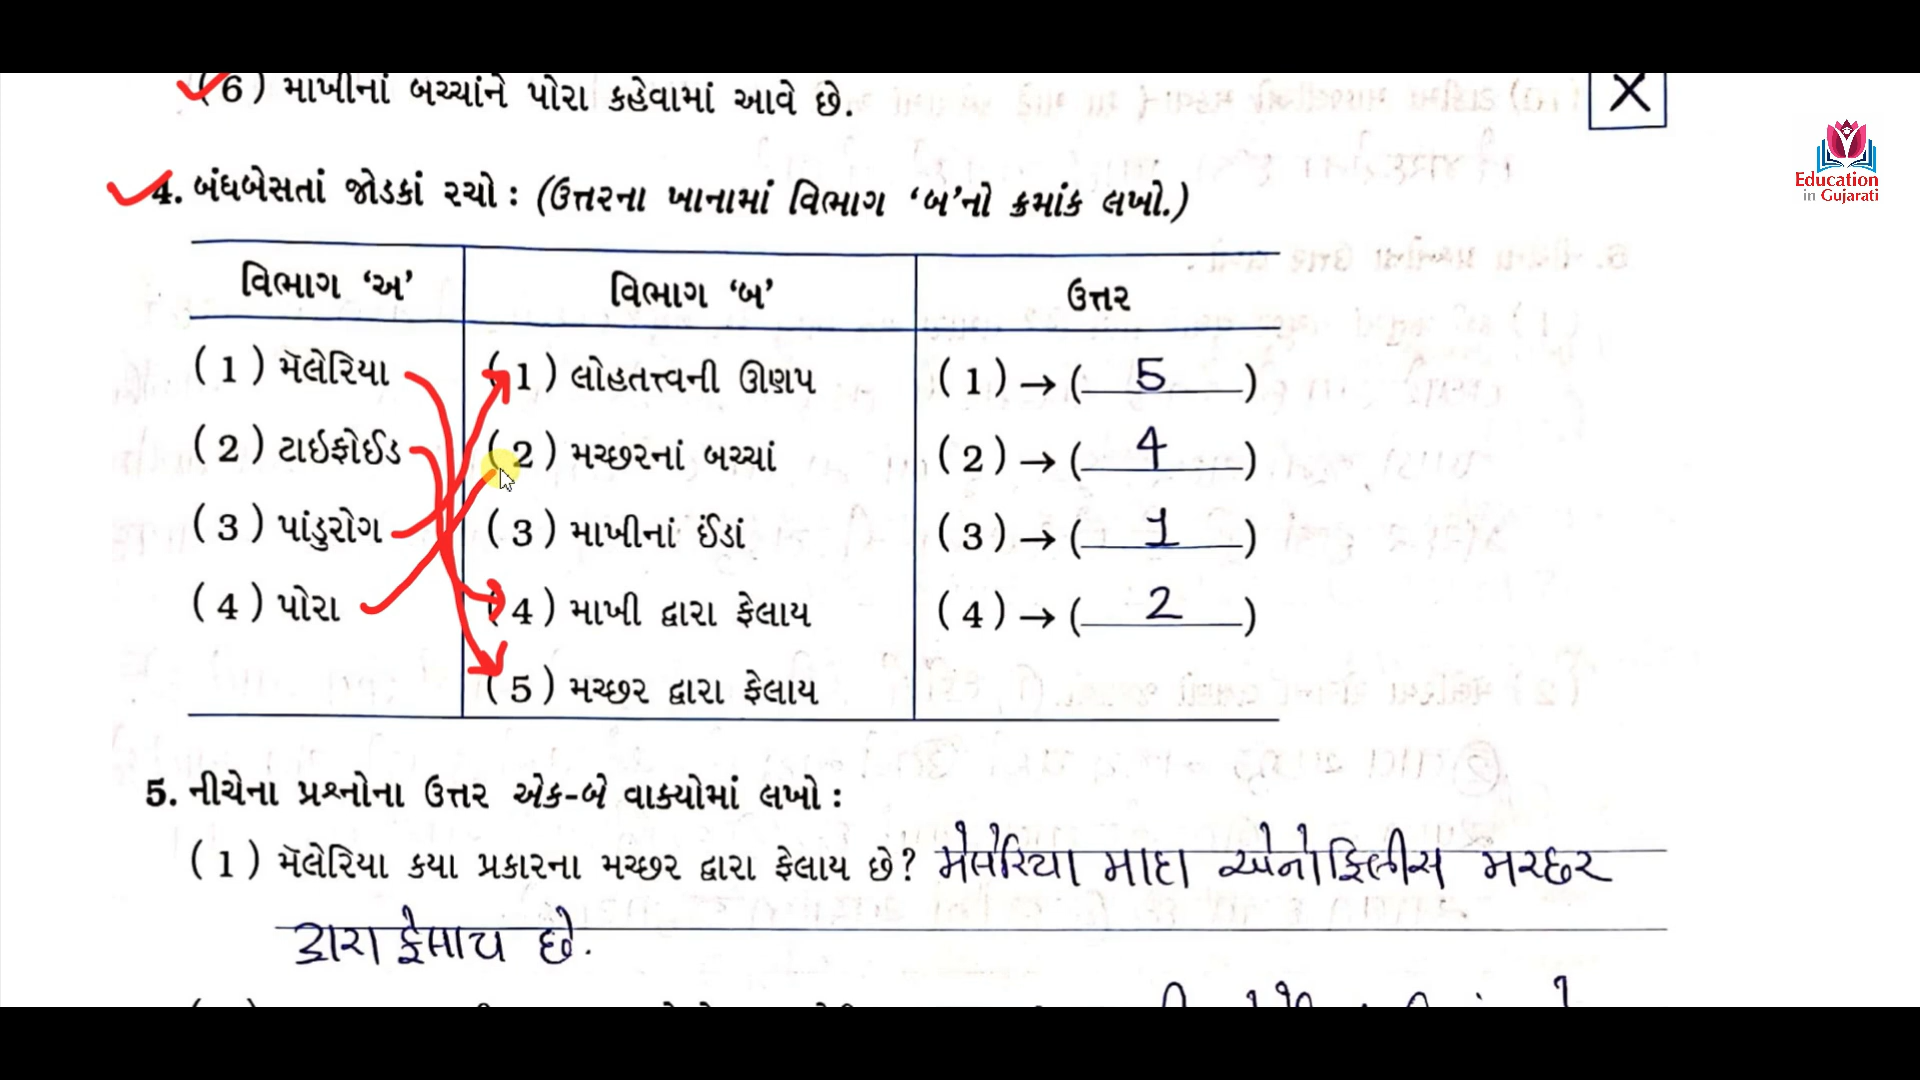 (6) માખીનાં બચ્ચાંને પોરા કહેવામાં આવે છે. X
Education
in Gujarati
4. બંધબેસતાં જોડકાં રચો : (ઉત્તરના ખાનામાં વિભાગ ‘બ’નો ક્રમાંક લખો.)
વિભાગ ‘અ’ વિભાગ ‘બ’ ઉત્તર
(1) મૅલેરિયા (1) લોહતત્ત્વની ઊણપ (1) → (5)
(2) ટાઇફોઈડ (2) મચ્છરનાં બચ્ચાં (2) → (4)
(3) પાંડુરોગ (3) માખીનાં ઈંડાં (3) → (1)
(4) પોરા (4) માખી દ્વારા ફેલાય (4) → (2)
(5) મચ્છર દ્વારા ફેલાય
5. નીચેના પ્રશ્નોના ઉત્તર એક-બે વાક્યોમાં લખો :
(1) મૅલેરિયા કયા પ્રકારના મચ્છર દ્વારા ફેલાય છે? મેલેરિયા માદા એનોફિલીસ મચ્છર
દ્વારા ફેલાય છે.